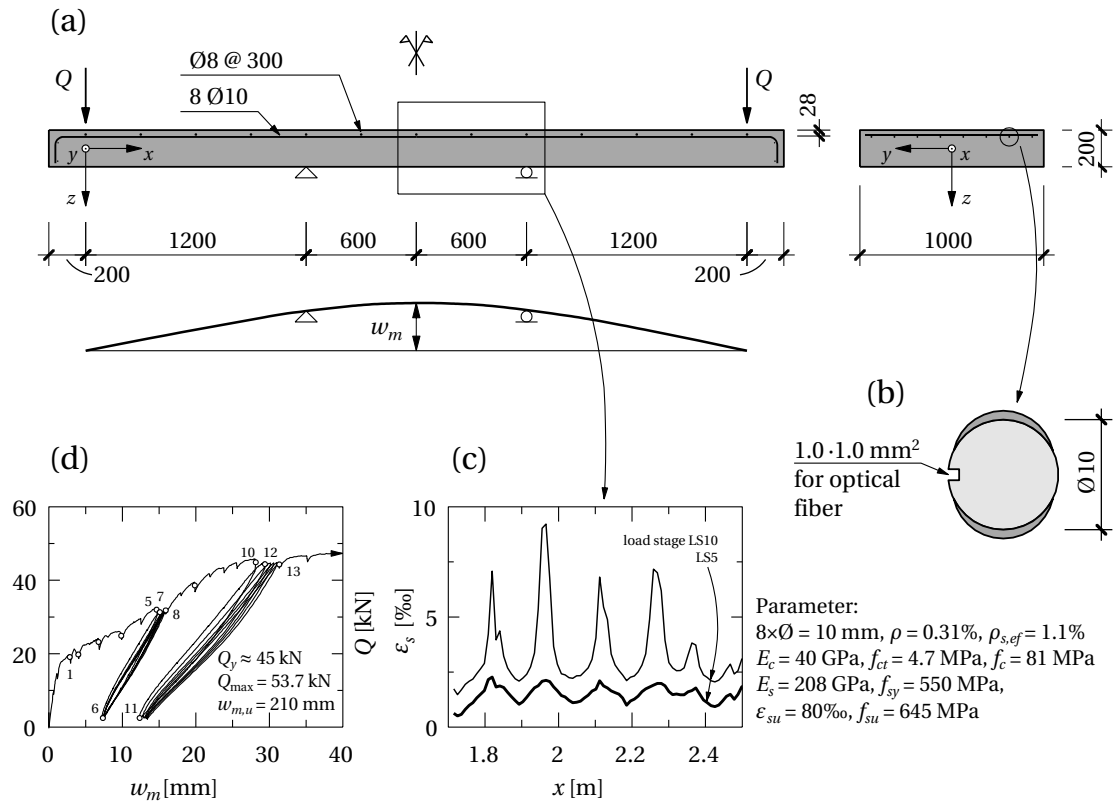 (a)
Q
Ø8 @ 300
8 Ø10
Q
28
y
x
z
y
x
z
200
1200
600
600
1200
200
200
1000
w_m
(b)
1.0·1.0 mm²
for optical
fiber
Ø10
(d)
60
40
20
0
0
10
20
30
40
w_m [mm]
Q [kN]
1
5
7
8
6
10
12
13
11
Q_y ≈ 45 kN
Q_max = 53.7 kN
w_m,u = 210 mm
(c)
10
5
0
ε_s [‰]
1.8
2
2.2
2.4
x [m]
load stage LS10
LS5
Parameter:
8×Ø = 10 mm, ρ = 0.31%, ρ_s,ef = 1.1%
E_c = 40 GPa, f_ct = 4.7 MPa, f_c = 81 MPa
E_s = 208 GPa, f_sy = 550 MPa,
ε_su = 80‰, f_su = 645 MPa